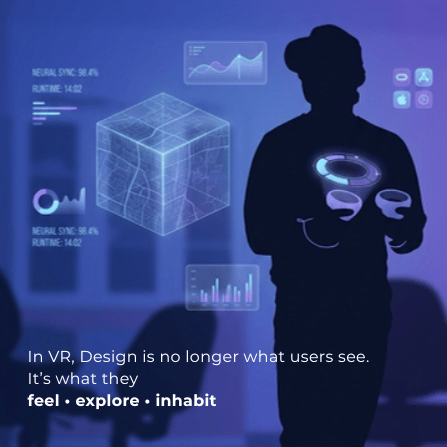 NEURAL SYNC: 98.4%
RUNTIME: 14:02
NEURAL SYNC: 98.4%
RUNTIME: 14:02
In VR, Design is no longer what users see.
It's what they
feel • explore • inhabit